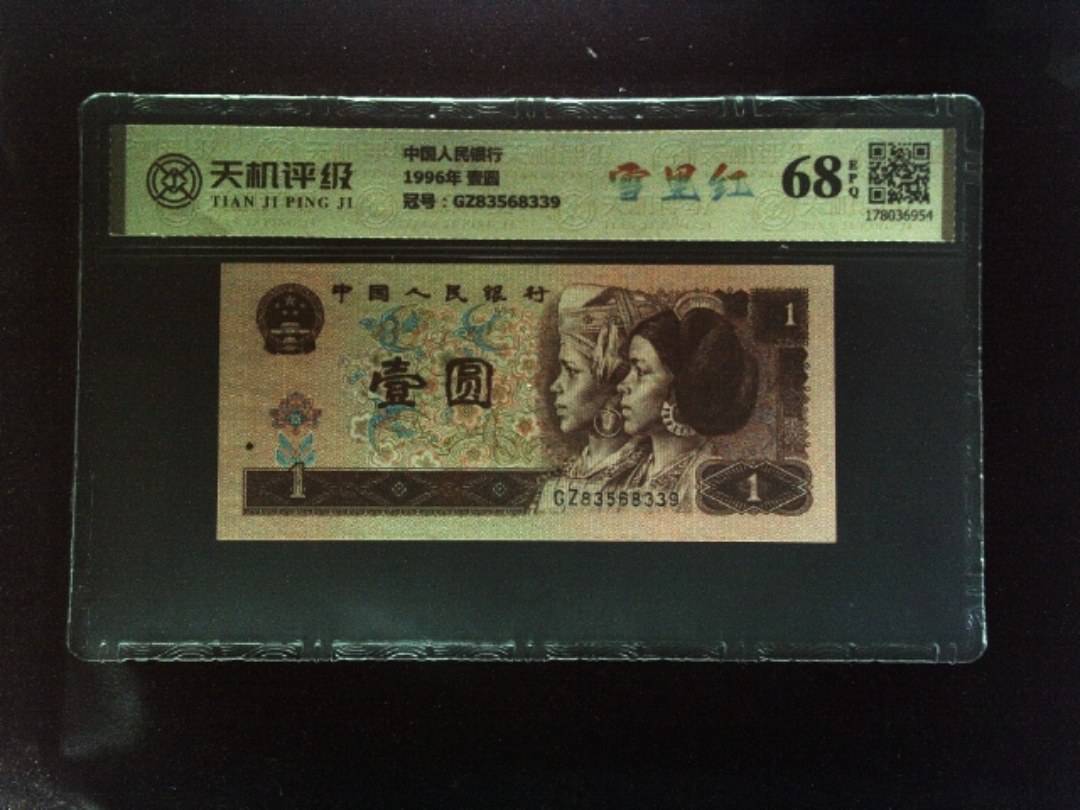 天机评级
TIAN JI PING JI
中国人民银行
1996年 壹圆
冠号：GZ83568339
雪里红
68
EPQ
178036954
中国人民银行
1
壹圆
1
GZ83568339
1